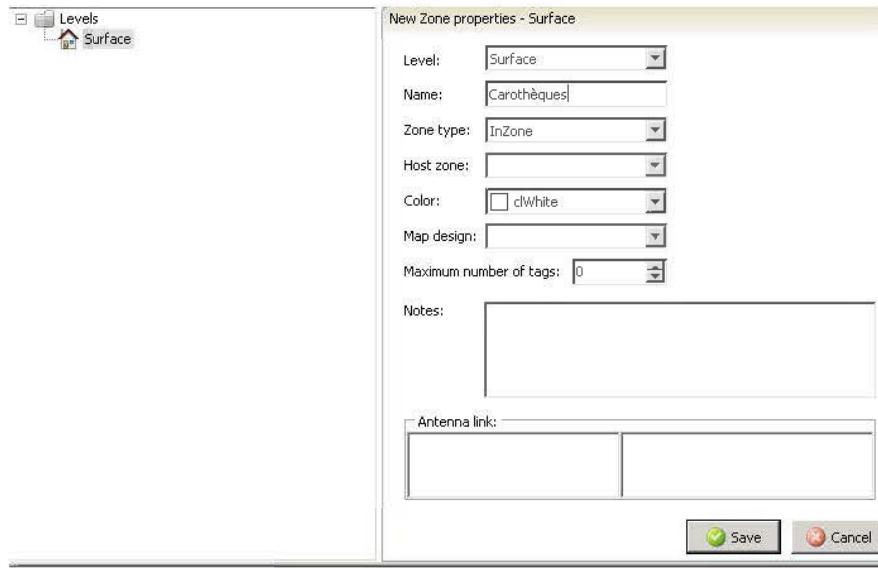 Levels
Surface
New Zone properties - Surface
Level: Surface
Name: Carothèques
Zone type: InZone
Host zone:
Color: clWhite
Map design:
Maximum number of tags: 0
Notes:
Antenna link:
Save Cancel